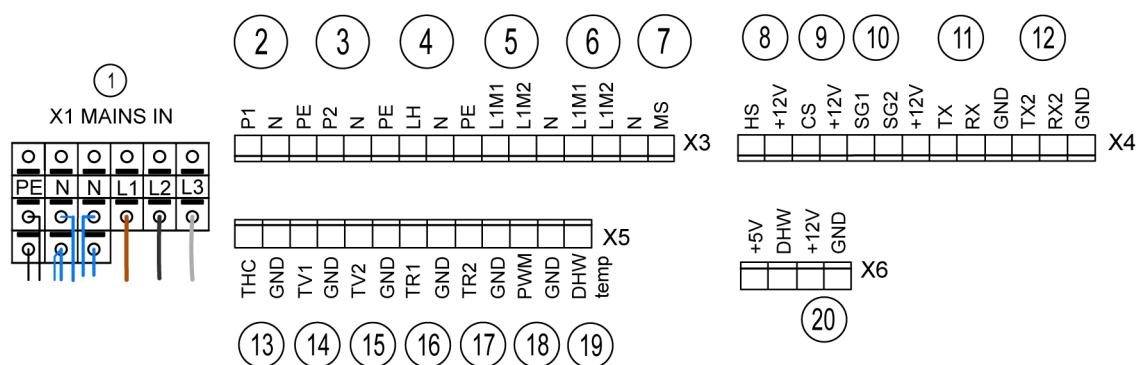 1
X1 MAINS IN
PE N N L1 L2 L3
2 3 4 5 6 7
P1 N PE P2 N PE LH N PE L1M1 L1M2 N L1M1 L1M2 N MS
X3
8 9 10 11 12
HS +12V CS +12V SG1 SG2 +12V TX RX GND TX2 RX2 GND
X4
X5
THC GND TV1 GND TV2 GND TR1 GND TR2 GND PWM GND DHW temp
13 14 15 16 17 18 19
+5V DHW +12V GND
X6
20